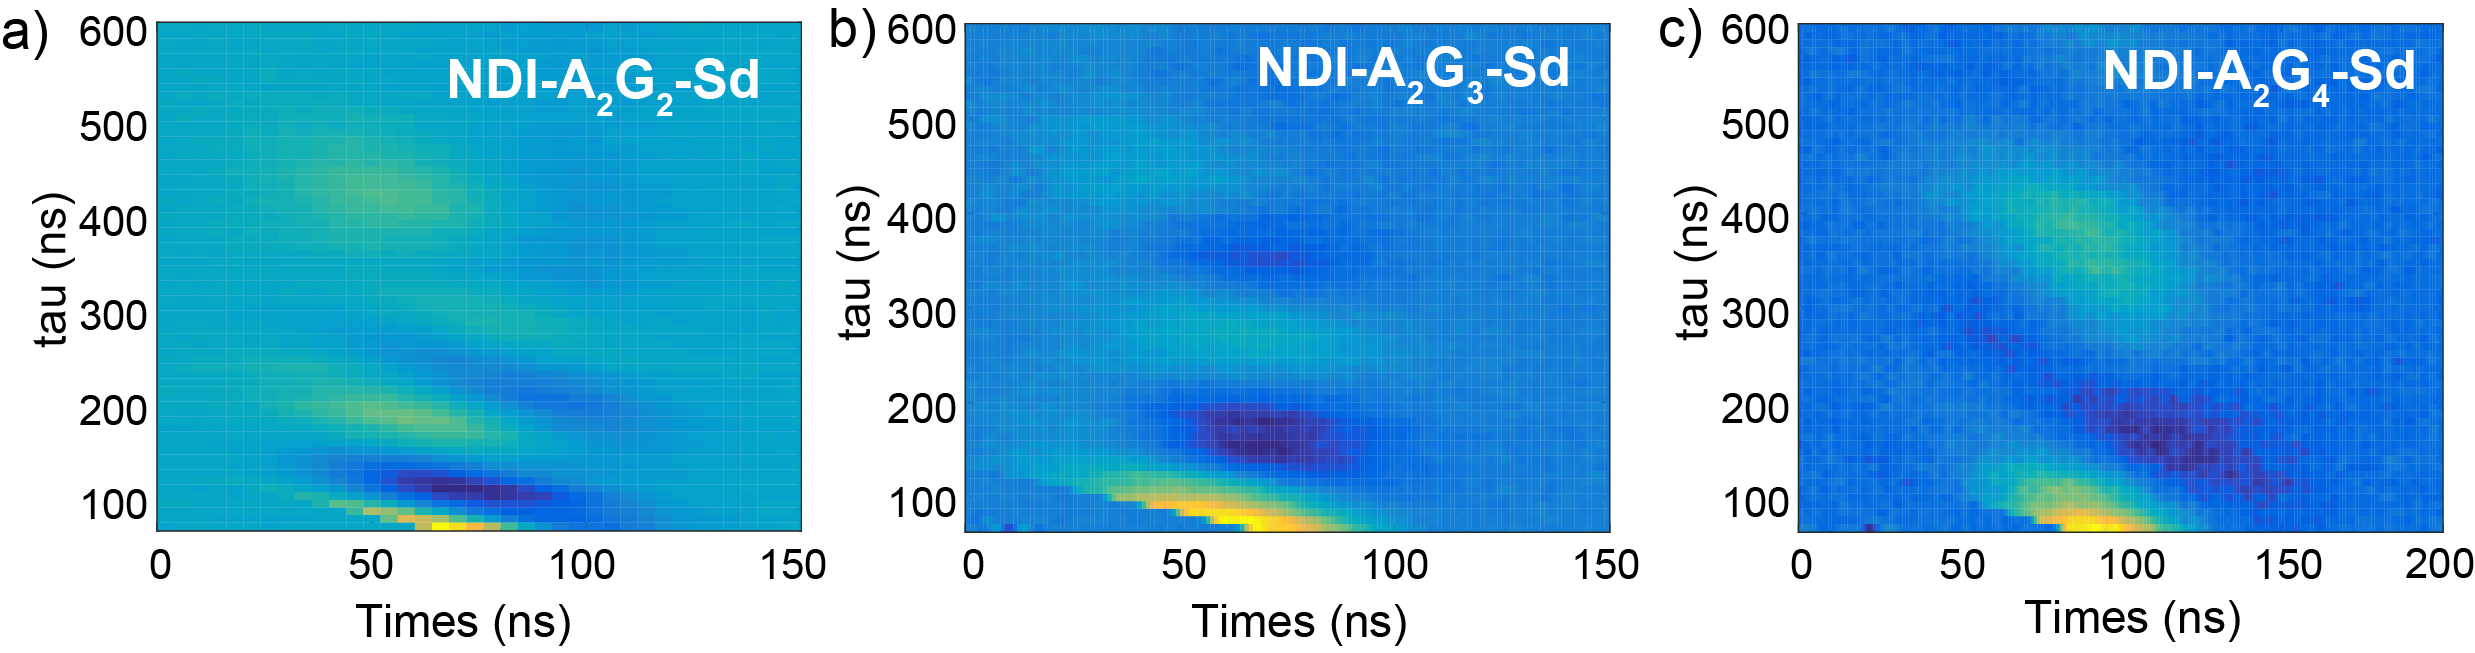 a)
600
500
400
300
200
100
tau (ns)
NDI-A₂G₂-Sd
0 50 100 150
Times (ns)
b)
600
500
400
300
200
100
tau (ns)
NDI-A₂G₃-Sd
0 50 100 150
Times (ns)
c)
600
500
400
300
200
100
tau (ns)
NDI-A₂G₄-Sd
0 50 100 150 200
Times (ns)